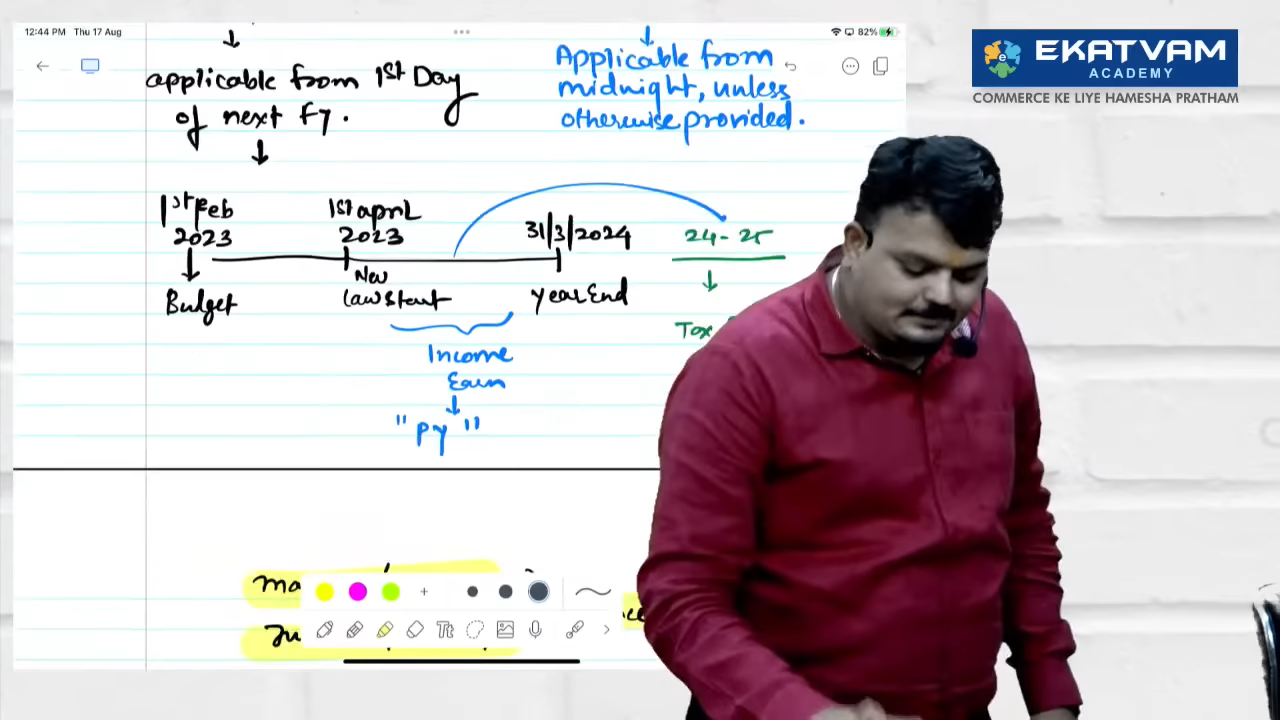 12:44 PM Thu 17 Aug
82%
EKATVAM
ACADEMY
COMMERCE KE LIYE HAMESHA PRATHAM
applicable from 1st Day
of next Fy.
Applicable from
midnight, unless
otherwise provided.
1st Feb
2023
1st april
2023
31/3/2024
24-25
Budget
New
Law Start
Year End
Tax
Income
Earn
"PY"
Tt